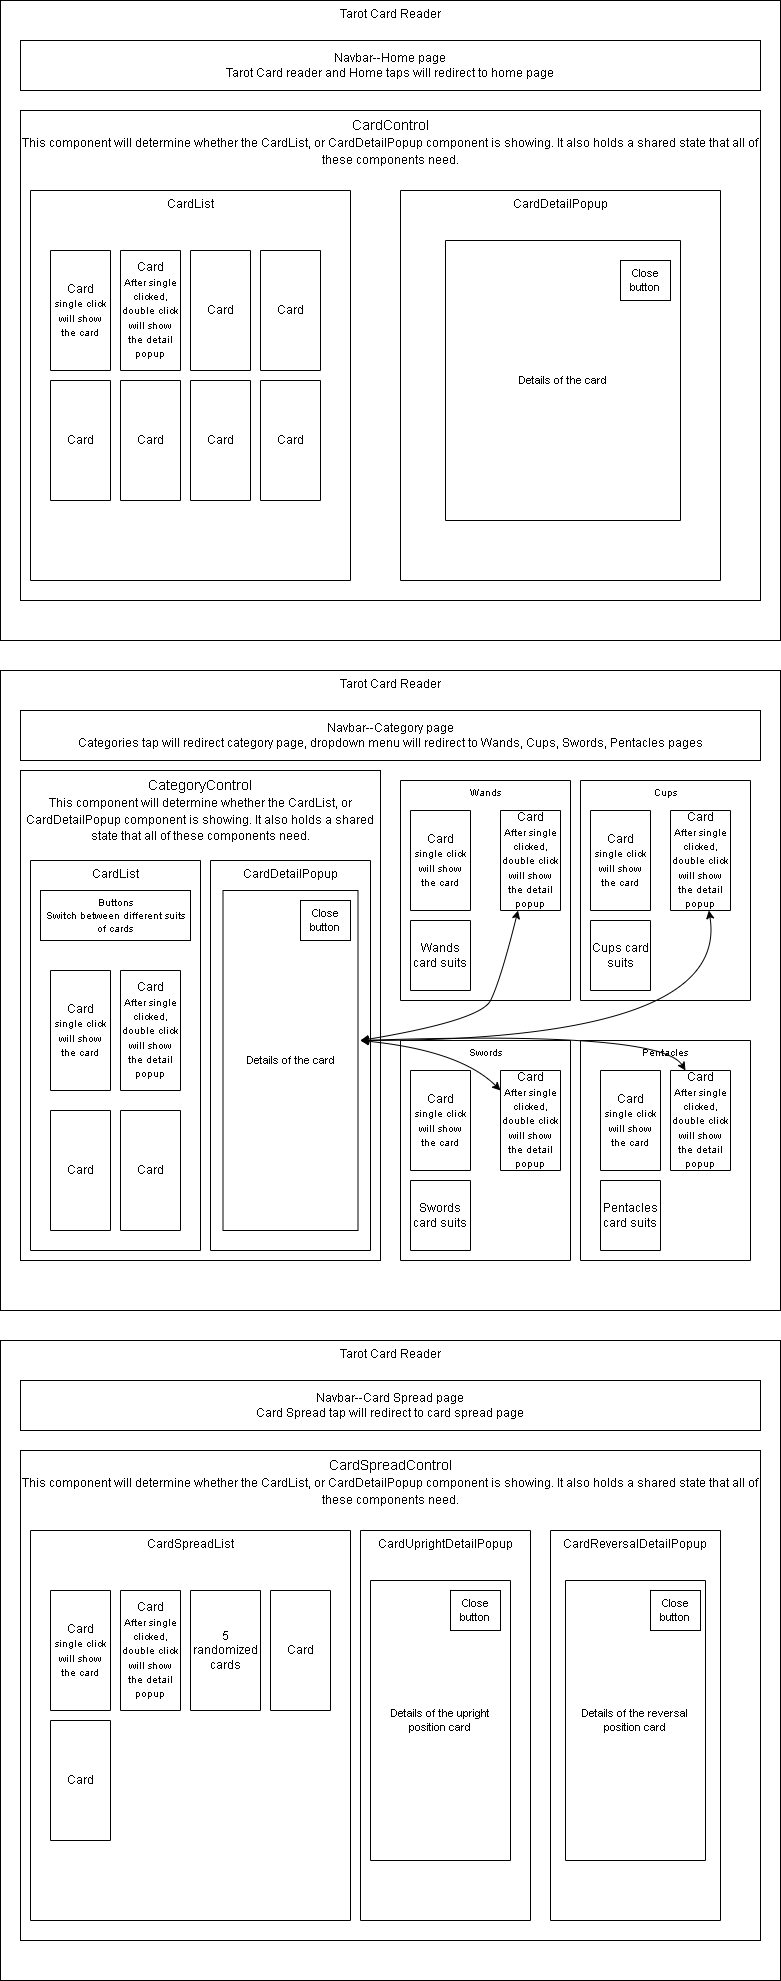 Tarot Card Reader
Navbar--Home page
Tarot Card reader and Home taps will redirect to home page
CardControl
This component will determine whether the CardList, or CardDetailPopup component is showing. It also holds a shared state that all of
these components need.
CardList
Card
single click
will show
the card
Card
After single
clicked,
double click
will show
the detail
popup
Card
Card
Card
Card
Card
Card
CardDetailPopup
Close
button
Details of the card
Tarot Card Reader
Navbar--Category page
Categories tap will redirect category page, dropdown menu will redirect to Wands, Cups, Swords, Pentacles pages
CategoryControl
This component will determine whether the CardList, or
CardDetailPopup component is showing. It also holds a shared
state that all of these components need.
CardList
Buttons
Switch between different suits
of cards
Card
single click
will show
the card
Card
After single
clicked,
double click
will show
the detail
popup
Card
Card
CardDetailPopup
Close
button
Details of the card
Wands
Card
single click
will show
the card
Card
After single
clicked,
double click
will show
the detail
popup
Wands
card suits
Cups
Card
single click
will show
the card
Card
After single
clicked,
double click
will show
the detail
popup
Cups card
suits
Swords
Card
single click
will show
the card
Card
After single
clicked,
double click
will show
the detail
popup
Swords
card suits
Pentacles
Card
single click
will show
the card
Card
After single
clicked,
double click
will show
the detail
popup
Pentacles
card suits
Tarot Card Reader
Navbar--Card Spread page
Card Spread tap will redirect to card spread page
CardSpreadControl
This component will determine whether the CardList, or CardDetailPopup component is showing. It also holds a shared state that all of
these components need.
CardSpreadList
Card
single click
will show
the card
Card
After single
clicked,
double click
will show
the detail
popup
5
randomized
cards
Card
Card
CardUprightDetailPopup
Close
button
Details of the upright
position card
CardReversalDetailPopup
Close
button
Details of the reversal
position card